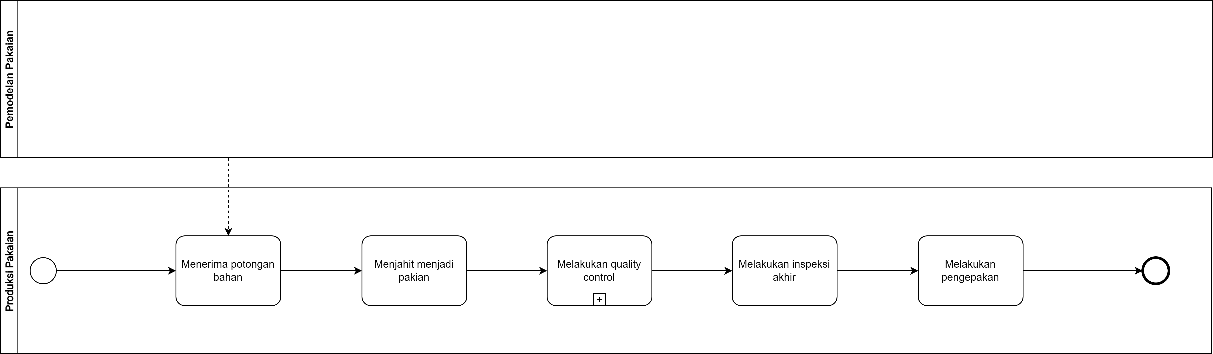 Pemodelan Pakaian
Produksi Pakaian
Menerima potongan
bahan
Menjahit menjadi
pakian
Melakukan quality
control
Melakukan inspeksi
akhir
Melakukan
pengepakan